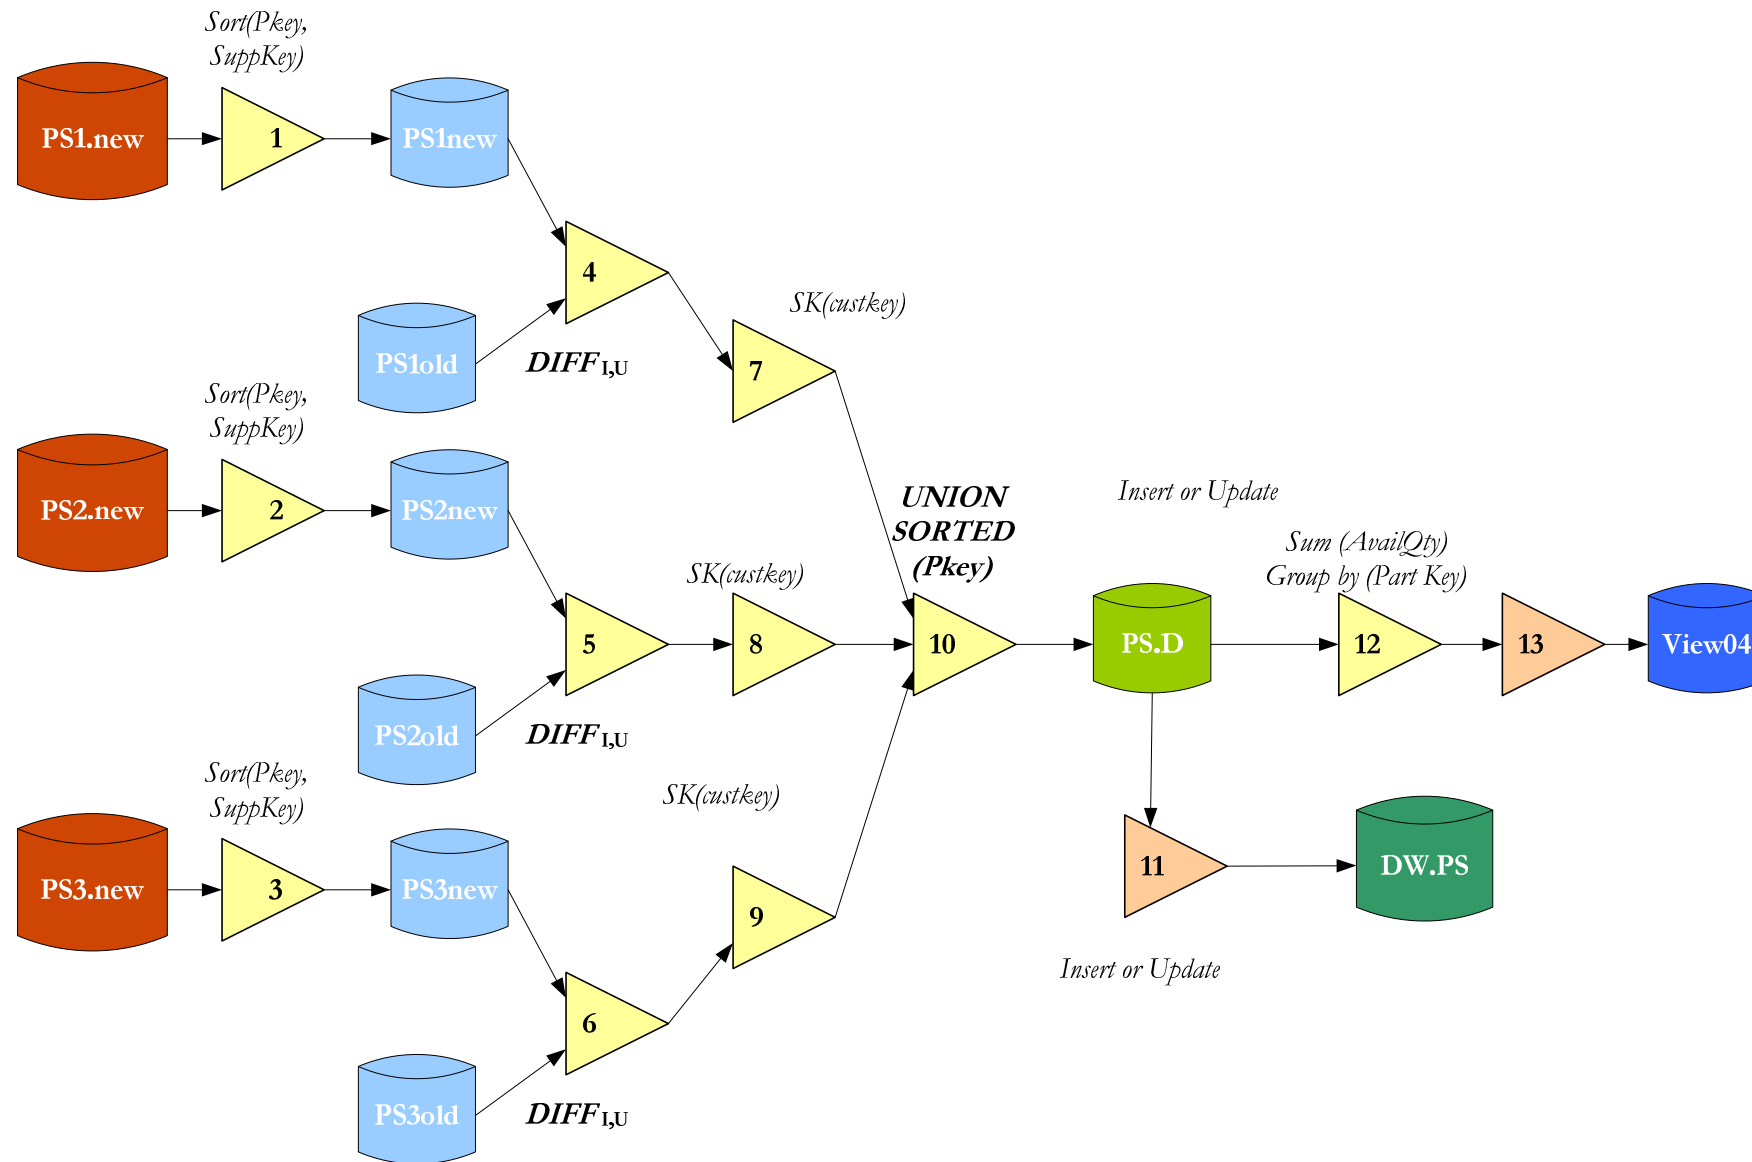 Sort(Pkey,
SuppKey)
PS1.new
1
PS1new
4
PS1old
DIFF I,U
SK(custkey)
7
Sort(Pkey,
SuppKey)
PS2.new
2
PS2new
UNION
SORTED
(Pkey)
Insert or Update
Sum (AvailQty)
Group by (Part Key)
SK(custkey)
5
8
10
PS.D
12
13
View04
PS2old
DIFF I,U
Sort(Pkey,
SuppKey)
SK(custkey)
PS3.new
3
PS3new
9
11
DW.PS
Insert or Update
6
PS3old
DIFF I,U